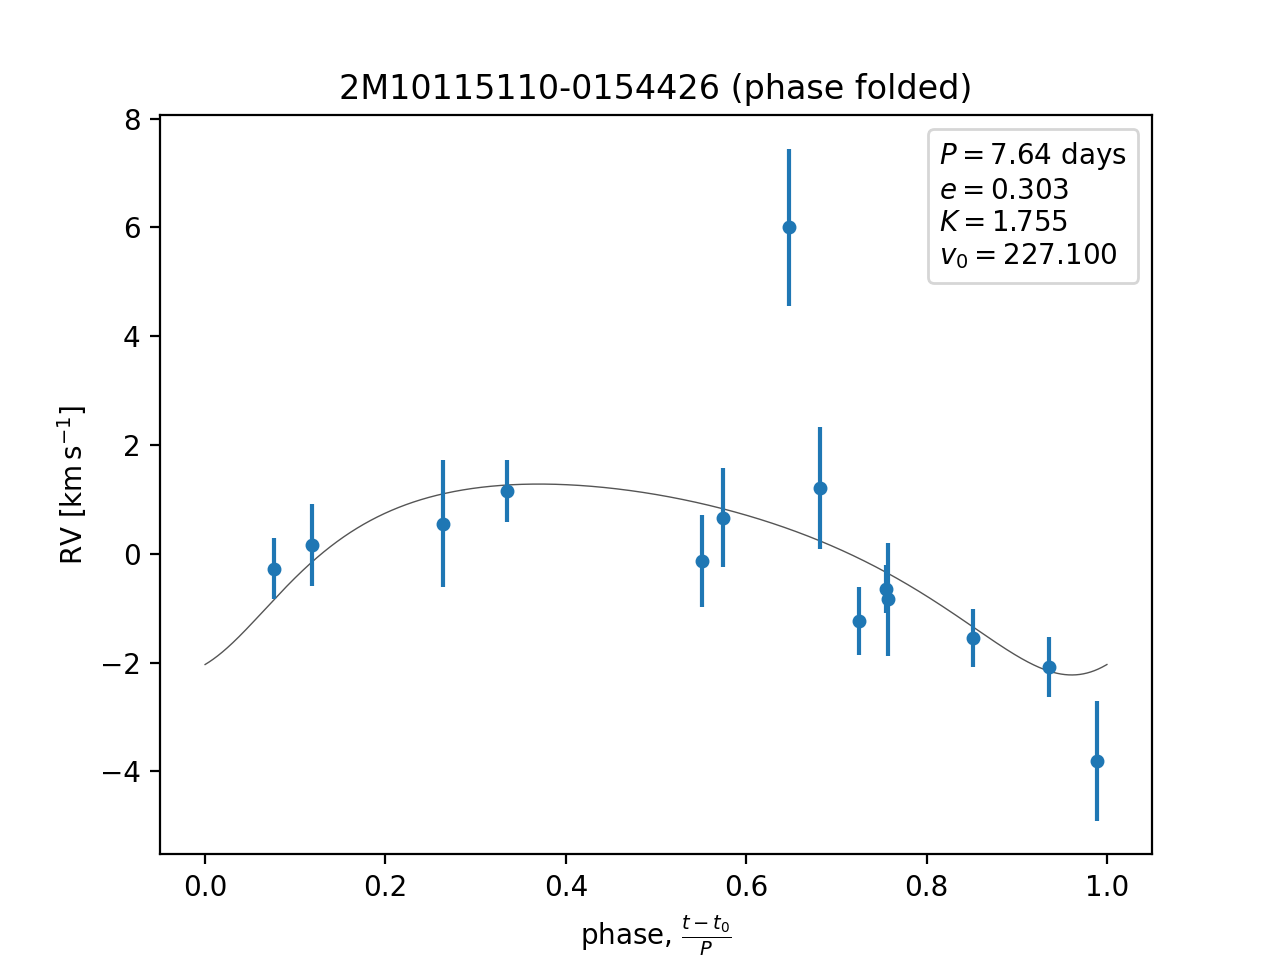 2M10115110-0154426 (phase folded)
P = 7.64 days
e = 0.303
K = 1.755
v₀ = 227.100
8
6
4
2
0
−2
−4
RV [km s⁻¹]
0.0 0.2 0.4 0.6 0.8 1.0
phase, (t − t₀)/P